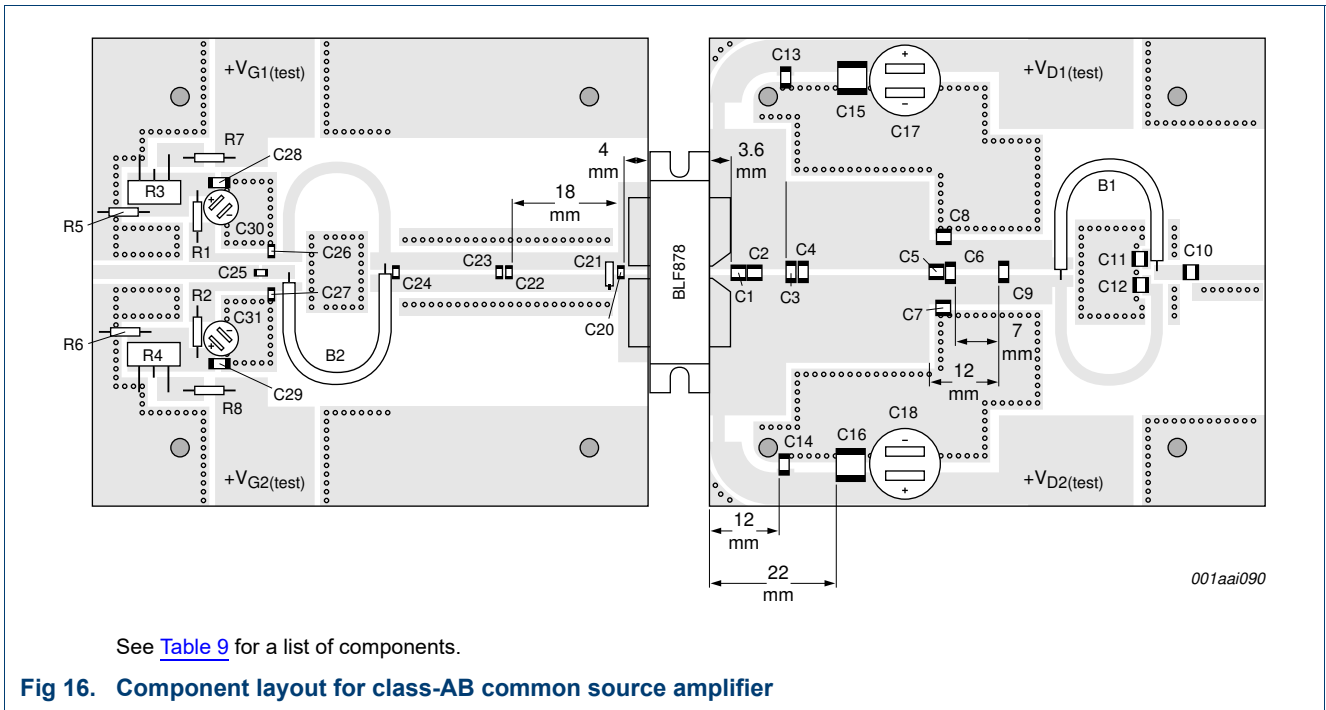 +VG1(test)
C13
+VD1(test)
C15
C17
R7
C28
4
mm
3.6
mm
R3
18
mm
B1
R5
C30
C8
R1
C26
C23
C21
C2
C4
C5
C6
C11
C10
C25
C24
C22
BLF878
C1
C3
C9
C12
R2
C27
C20
C7
C31
7
mm
R6
R4
B2
12
mm
C29
R8
C18
C14
C16
+VG2(test)
+VD2(test)
12
mm
22
mm
001aai090
See Table 9 for a list of components.
Fig 16. Component layout for class-AB common source amplifier